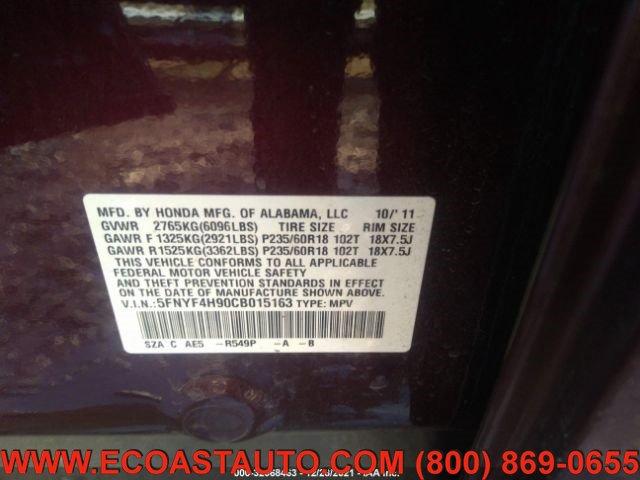 MFD. BY HONDA MFG. OF ALABAMA, LLC 10/'11
GVWR 2765KG(6096LBS) TIRE SIZE RIM SIZE
GAWR F 1325KG(2921LBS) P235/60R18 102T 18X7.5J
GAWR R 1525KG(3362LBS) P235/60R18 102T 18X7.5J
THIS VEHICLE CONFORMS TO ALL APPLICABLE
FEDERAL MOTOR VEHICLE SAFETY
AND THEFT PREVENTION STANDARDS IN EFFECT
ON THE DATE OF MANUFACTURE SHOWN ABOVE.
V.I.N.: 5FNYF4H90CB015163 TYPE: MPV
SZA C AE5 -R549P -A -B
WWW.ECOASTAUTO.COM (800) 869-0655